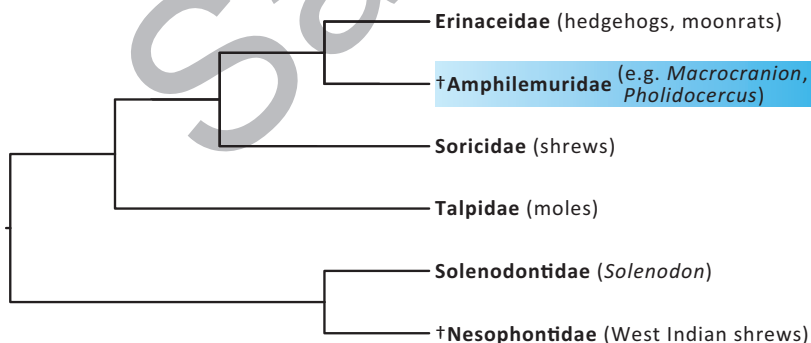 Erinaceidae (hedgehogs, moonrats)
†Amphilemuridae (e.g. Macrocranion,
Pholidocercus)
Soricidae (shrews)
Talpidae (moles)
Solenodontidae (Solenodon)
†Nesophontidae (West Indian shrews)